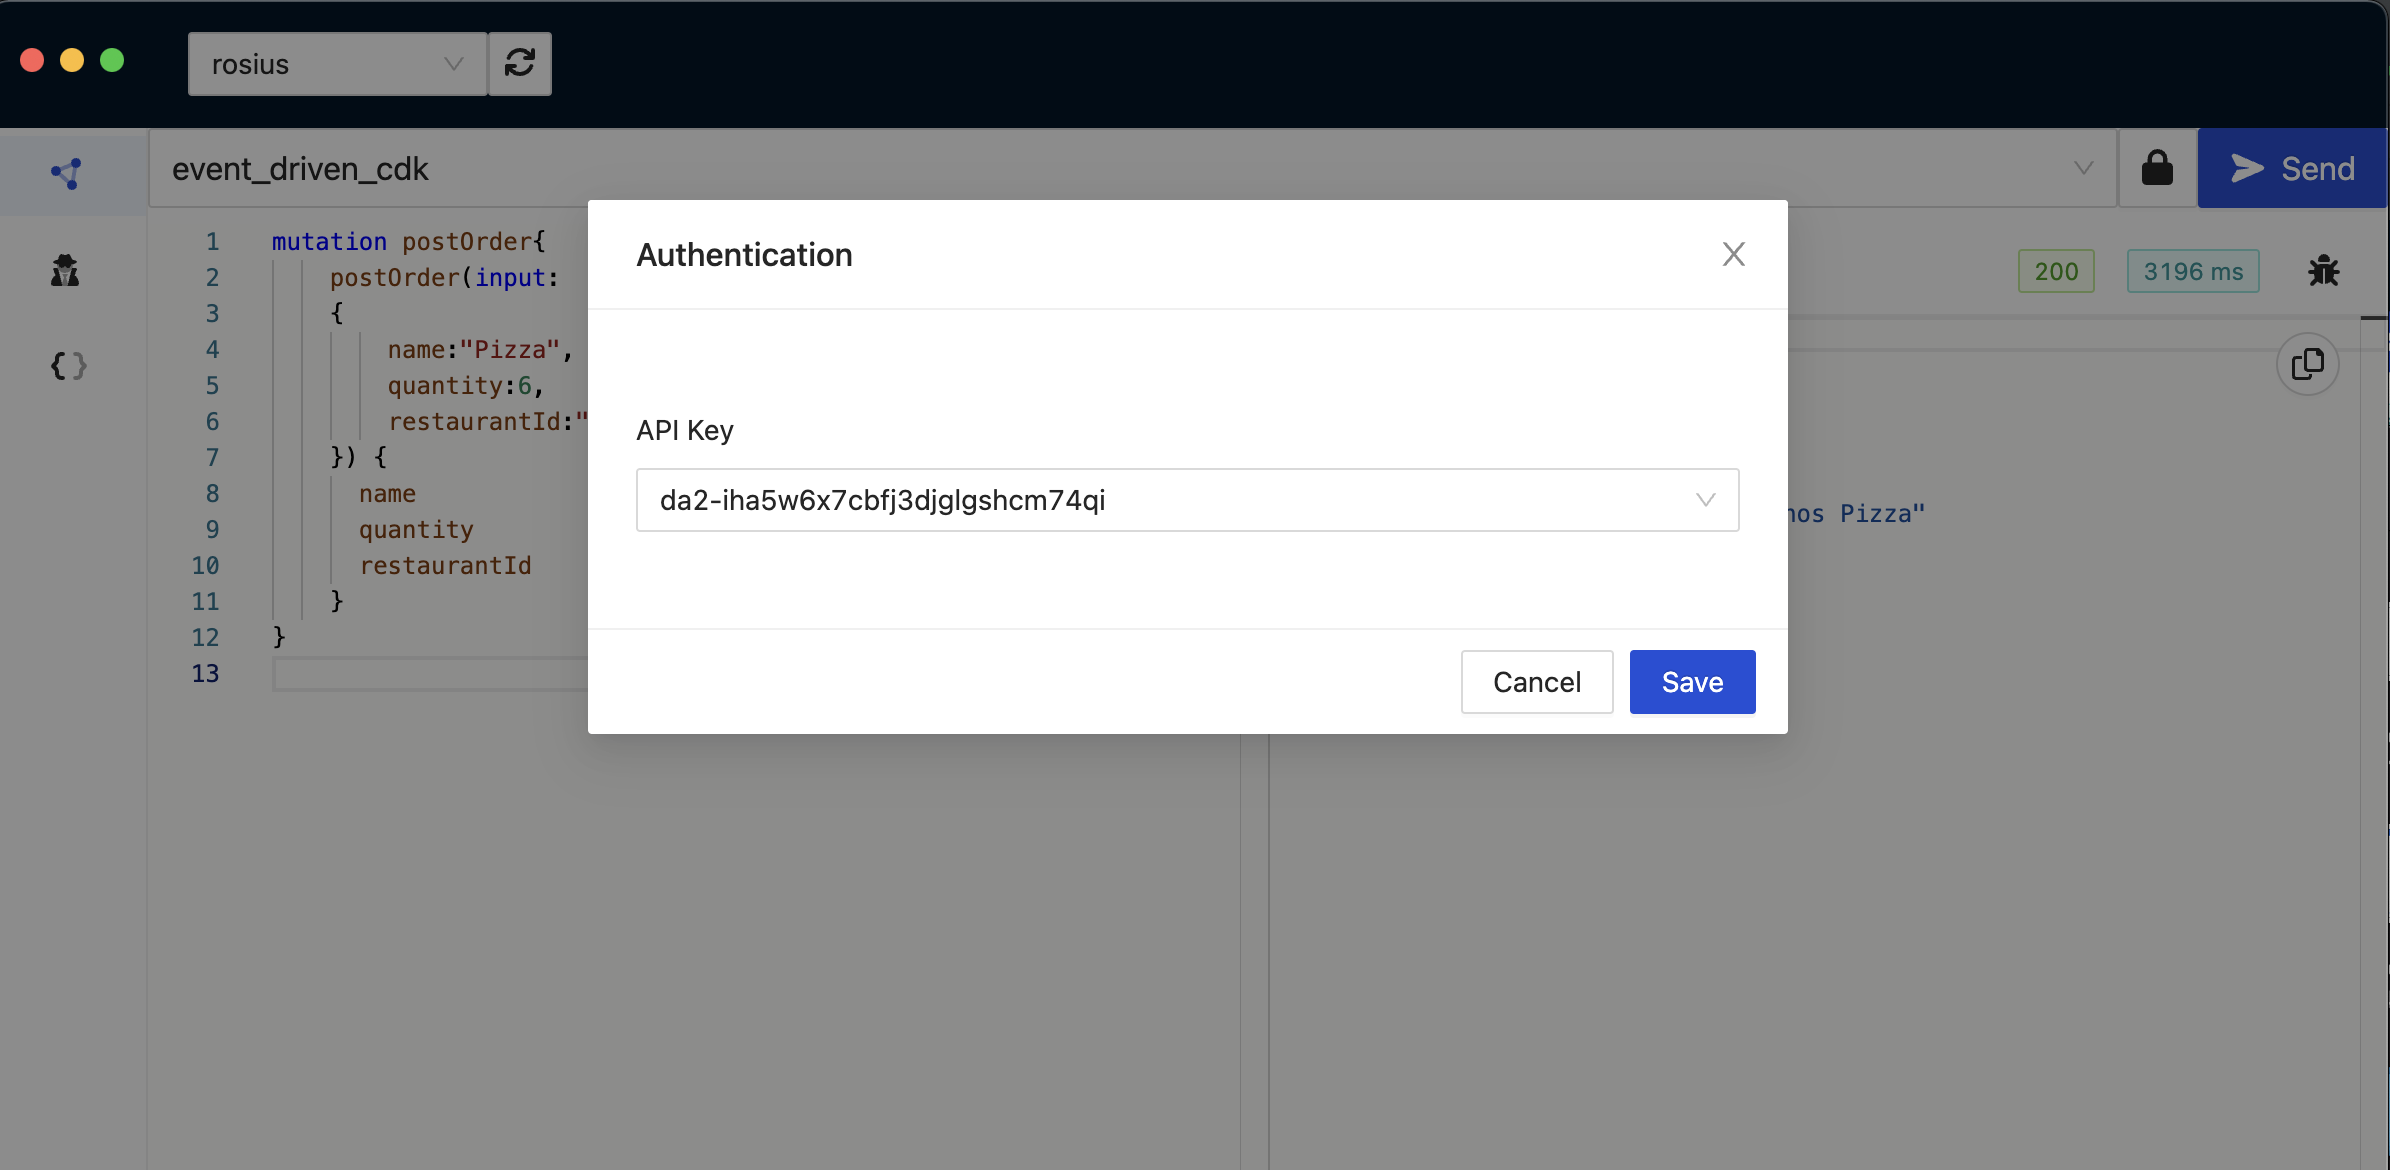 rosius
event_driven_cdk
Send
1 mutation postOrder{
2 postOrder(input:
3 {
4 name:"Pizza",
5 quantity:6,
6 restaurantId:"
7 }) {
8 name
9 quantity
10 restaurantId
11 }
12 }
13
Authentication
API Key
da2-iha5w6x7cbfj3djglgshcm74qi
Cancel
Save
200
3196 ms
nos Pizza"